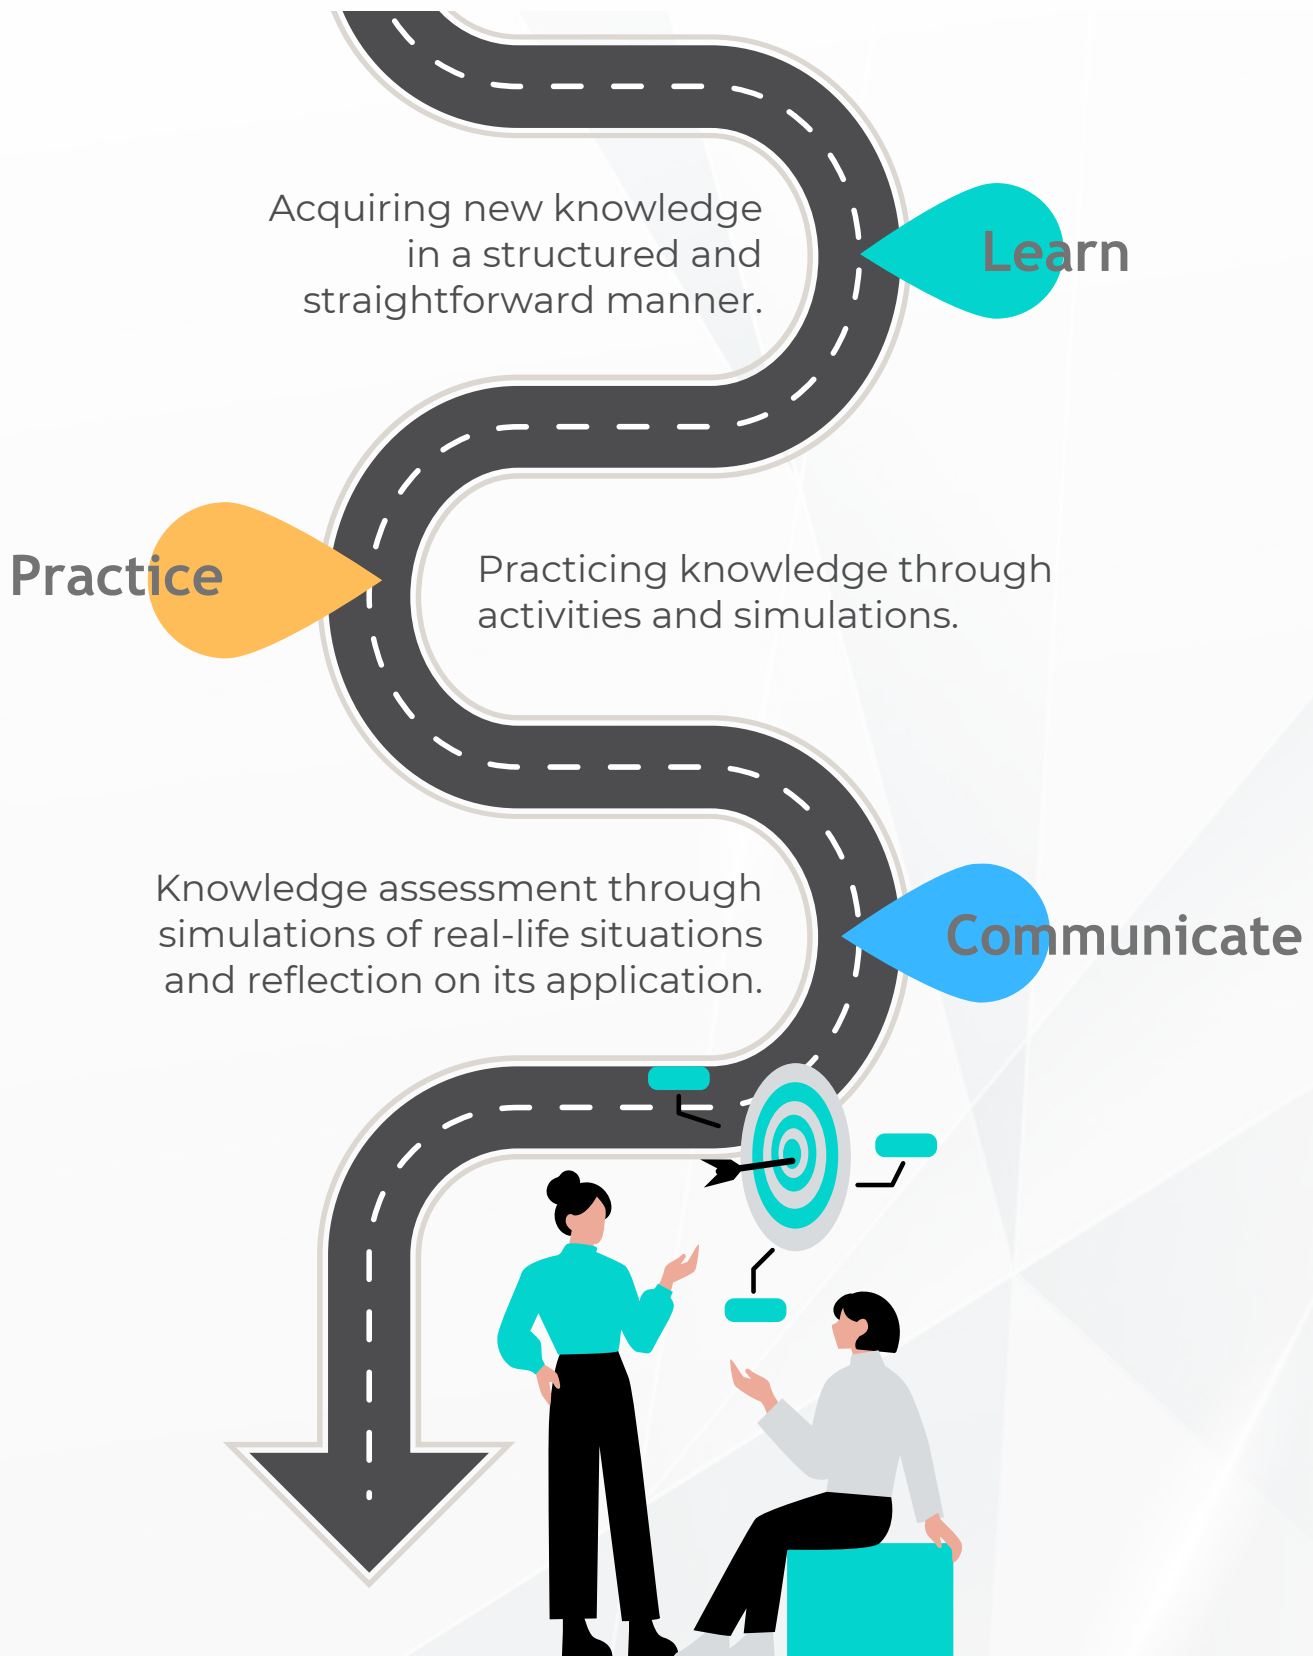 Learn
Acquiring new knowledge
in a structured and
straightforward manner.
Practice
Practicing knowledge through
activities and simulations.
Communicate
Knowledge assessment through
simulations of real-life situations
and reflection on its application.